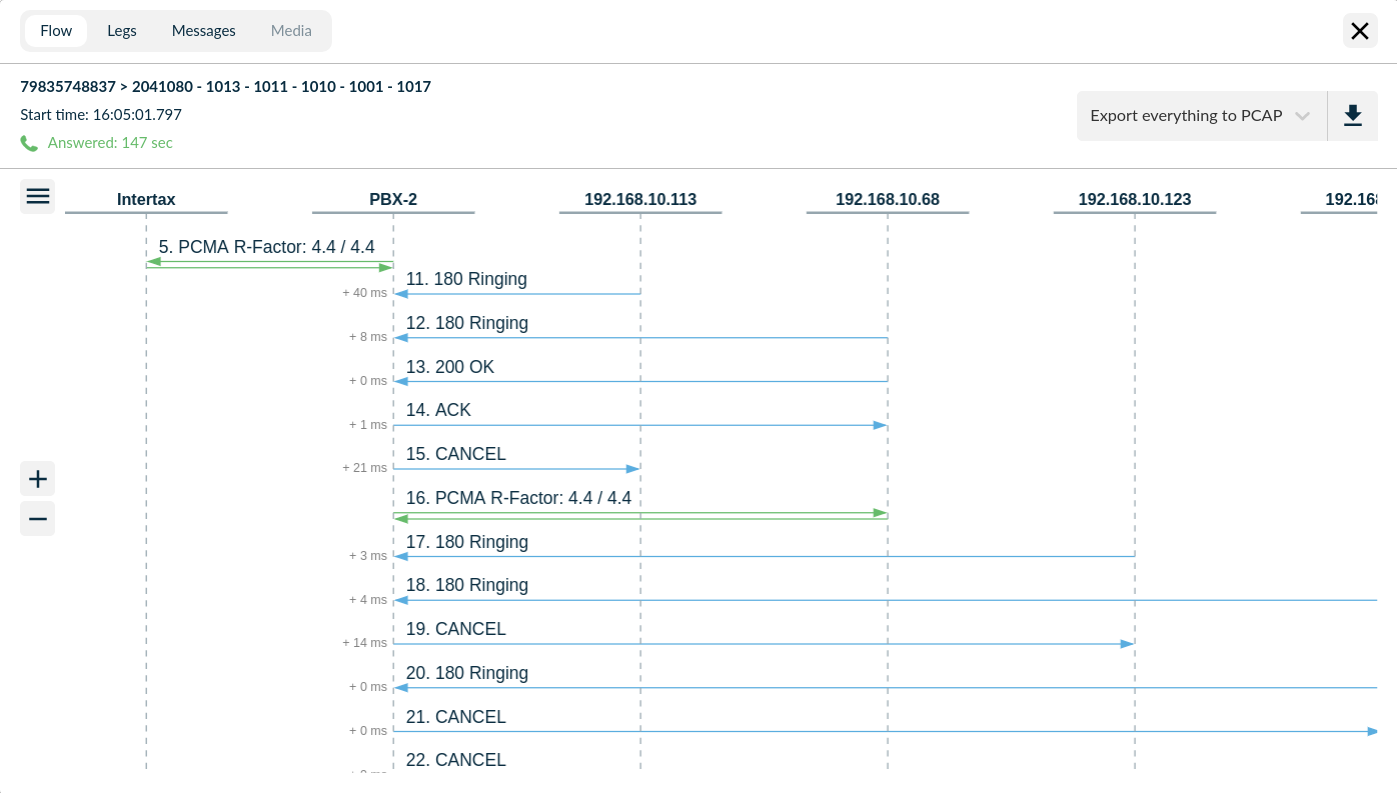 Flow Legs Messages Media
79835748837 > 2041080 - 1013 - 1011 - 1010 - 1001 - 1017
Start time: 16:05:01.797
Answered: 147 sec
Export everything to PCAP
Intertax PBX-2 192.168.10.113 192.168.10.68 192.168.10.123 192.168
5. PCMA R-Factor: 4.4 / 4.4
11. 180 Ringing
+ 40 ms
12. 180 Ringing
+ 8 ms
13. 200 OK
+ 0 ms
14. ACK
+ 1 ms
15. CANCEL
+ 21 ms
16. PCMA R-Factor: 4.4 / 4.4
17. 180 Ringing
+ 3 ms
18. 180 Ringing
+ 4 ms
19. CANCEL
+ 14 ms
20. 180 Ringing
+ 0 ms
21. CANCEL
+ 0 ms
22. CANCEL